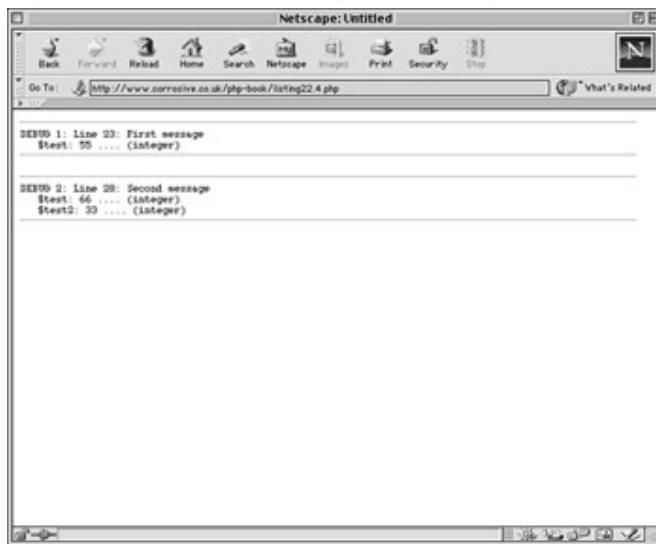 Netscape: Untitled
Back Forward Reload Home Search Netscape Images Print Security Stop
N
Go To: http://www.corrosive.co.uk/php-book/listing22.4.php What's Related
DEBUG 1: Line 23: First message
$test: 55 .... (integer)
DEBUG 2: Line 28: Second message
$test: 66 .... (integer)
$test2: 33 .... (integer)